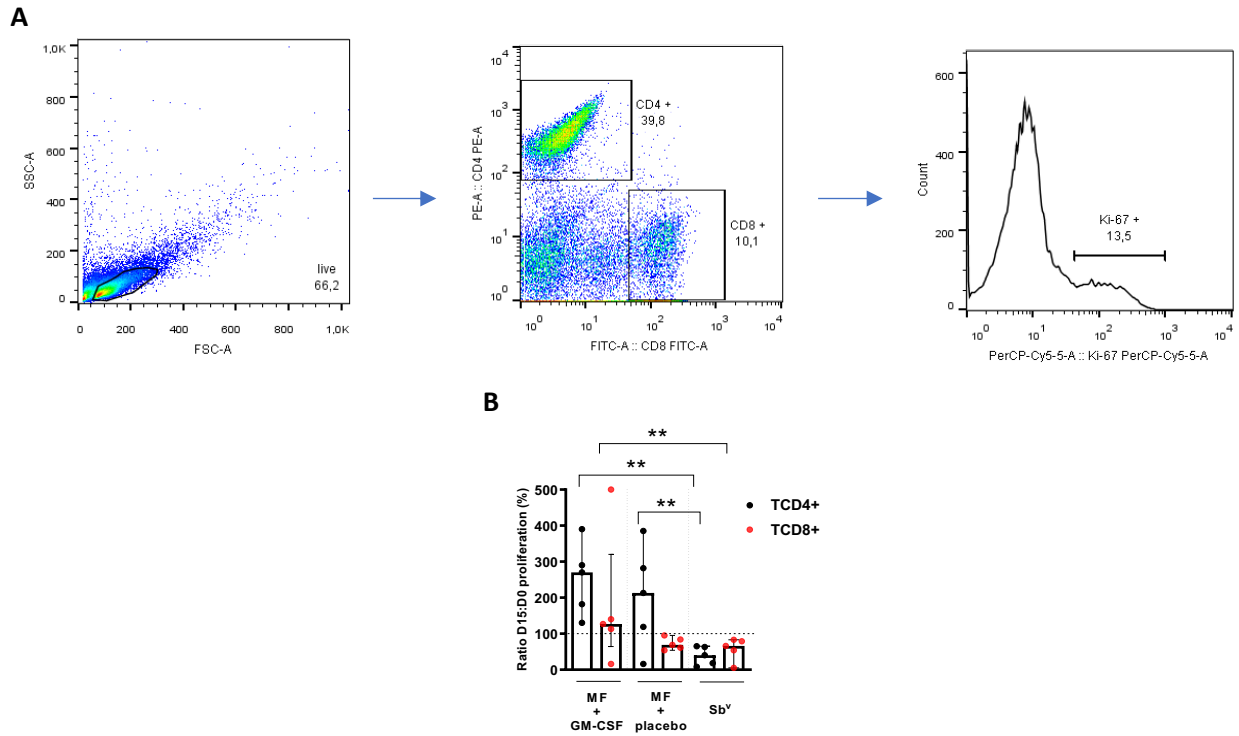 A
1,0K
800
600
400
200
0
SSC-A
live
66,2
0 200 400 600 800 1,0K
FSC-A
10^4
10^3
10^2
10^1
10^0
PE-A :: CD4 PE-A
CD4 +
39,8
CD8 +
10,1
10^0 10^1 10^2 10^3 10^4
FITC-A :: CD8 FITC-A
600
400
200
0
Count
Ki-67 +
13,5
10^0 10^1 10^2 10^3 10^4
PerCP-Cy5-5-A :: Ki-67 PerCP-Cy5-5-A
B
**
**
**
500
400
300
200
100
0
Ratio D15:D0 proliferation (%)
TCD4+
TCD8+
MF
+
GM-CSF
MF
+
placebo
Sb^v